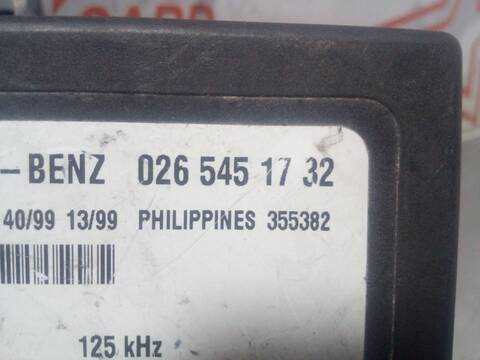 – BENZ 026 545 17 32
40/99 13/99 PHILIPPINES 355382
125 kHz